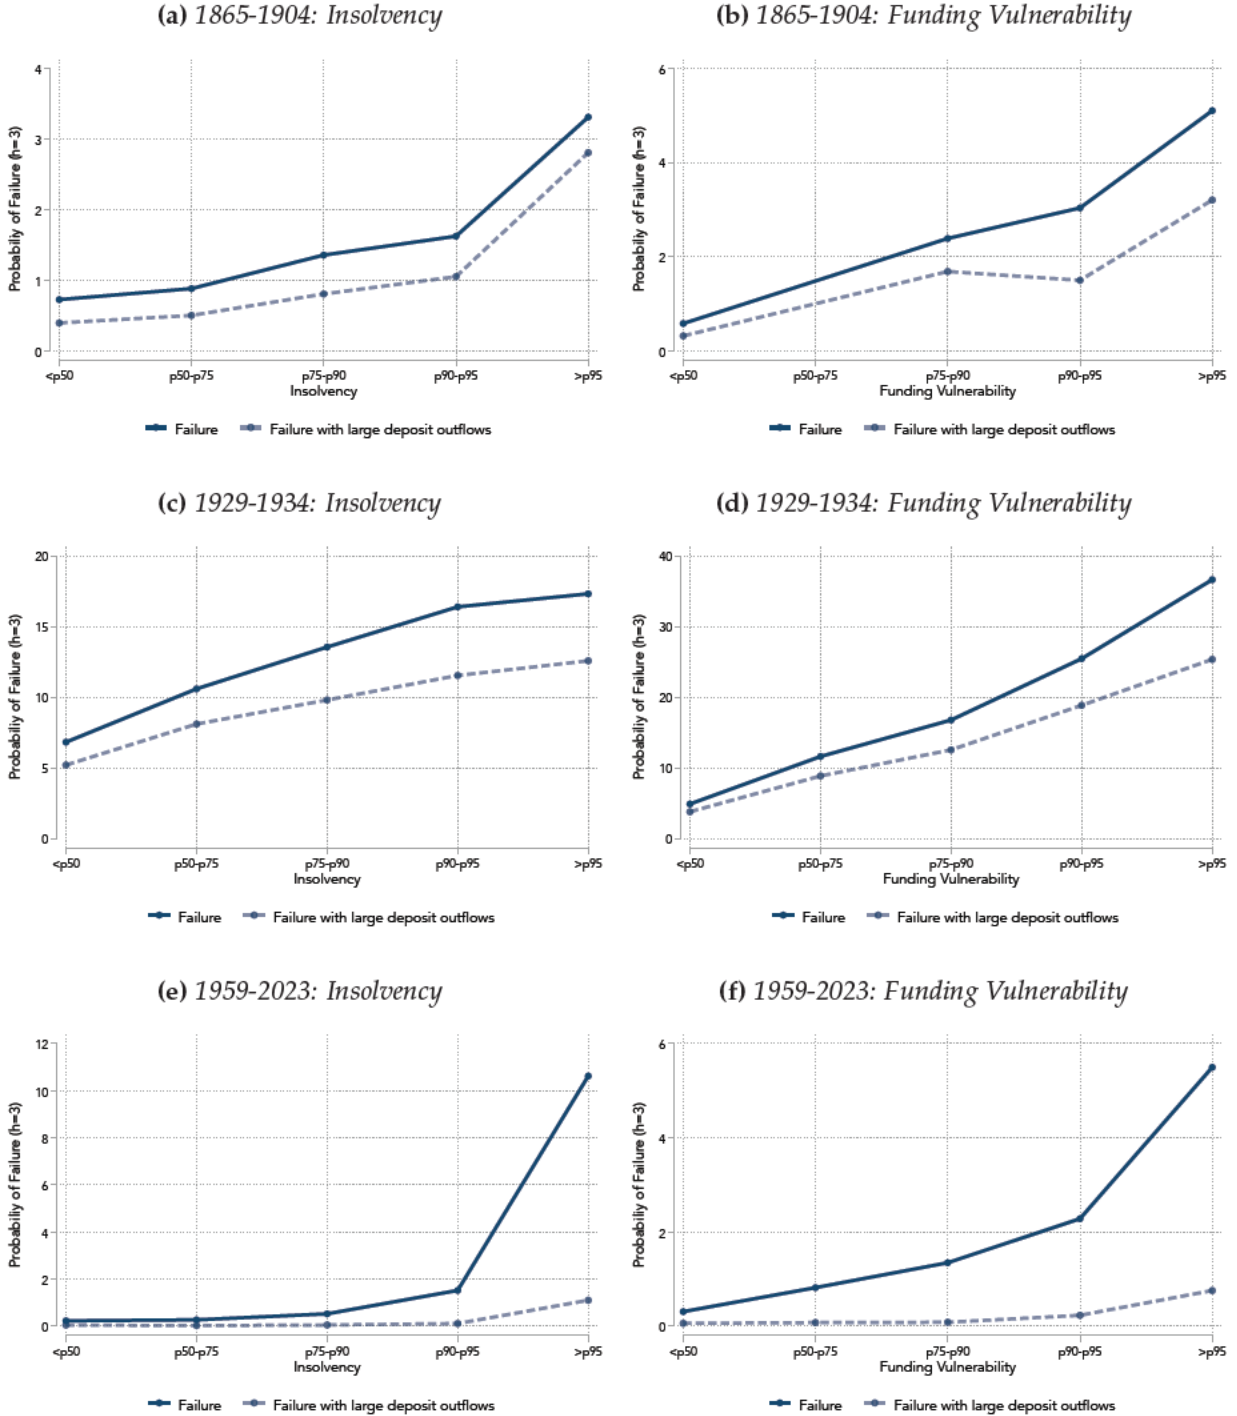 (a) 1865-1904: Insolvency
4
3
2
1
0
Probabiliy of Failure (h=3)
<p50
p50-p75
p75-p90
p90-p95
>p95
Insolvency
Failure
Failure with large deposit outflows
(b) 1865-1904: Funding Vulnerability
6
4
2
0
Probabiliy of Failure (h=3)
<p50
p50-p75
p75-p90
p90-p95
>p95
Funding Vulnerability
Failure
Failure with large deposit outflows
(c) 1929-1934: Insolvency
20
15
10
5
0
Probabiliy of Failure (h=3)
<p50
p50-p75
p75-p90
p90-p95
>p95
Insolvency
Failure
Failure with large deposit outflows
(d) 1929-1934: Funding Vulnerability
40
30
20
10
0
Probabiliy of Failure (h=3)
<p50
p50-p75
p75-p90
p90-p95
>p95
Funding Vulnerability
Failure
Failure with large deposit outflows
(e) 1959-2023: Insolvency
12
10
8
6
4
2
0
Probabiliy of Failure (h=3)
<p50
p50-p75
p75-p90
p90-p95
>p95
Insolvency
Failure
Failure with large deposit outflows
(f) 1959-2023: Funding Vulnerability
6
4
2
0
Probabiliy of Failure (h=3)
<p50
p50-p75
p75-p90
p90-p95
>p95
Funding Vulnerability
Failure
Failure with large deposit outflows